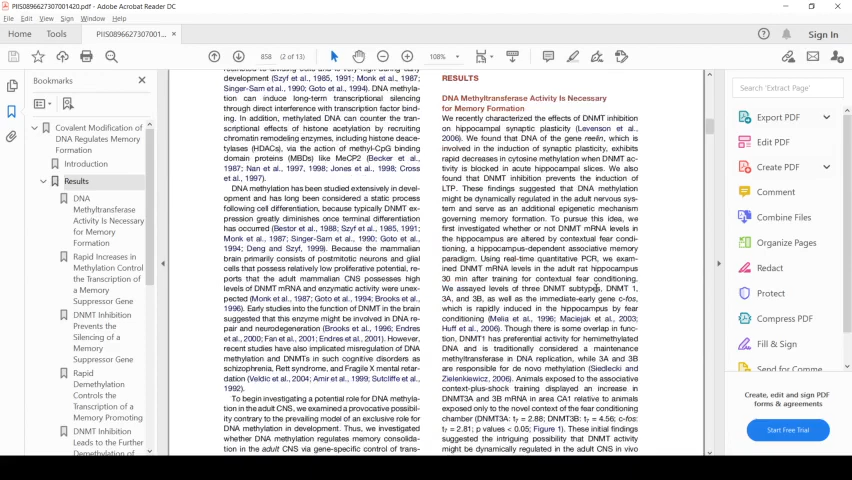 PIIS0896627307001420.pdf - Adobe Acrobat Reader DC
File Edit View Sign Window Help
Home Tools PIIS0896627307001... × Sign In
858 (2 of 13) 108%
Bookmarks
Covalent Modification of
DNA Regulates Memory
Formation
Introduction
Results
DNA
Methyltransferase
Activity Is Necessary
for Memory
Formation
Rapid Increases in
Methylation Control
the Transcription of
a Memory
Suppressor Gene
DNMT Inhibition
Prevents the
Silencing of a
Memory Suppressor
Gene
Rapid
Demethylation
Controls the
Transcription of a
Memory Promoting
DNMT Inhibition
Leads to the Further
Demethylation of
development (Szyf et al., 1985, 1991; Monk et al., 1987;
Singer-Sam et al., 1990; Goto et al., 1994). DNA methyla-
tion can induce long-term transcriptional silencing
through direct interference with transcription factor bind-
ing. In addition, methylated DNA can counter the tran-
scriptional effects of histone acetylation by recruiting
chromatin remodeling enzymes, including histone deace-
tylases (HDACs), via the action of methyl-CpG binding
domain proteins (MBDs) like MeCP2 (Becker et al.,
1987; Nan et al., 1997, 1998; Jones et al., 1998; Cross
et al., 1997).
DNA methylation has been studied extensively in devel-
opment and has long been considered a static process
following cell differentiation, because typically DNMT ex-
pression greatly diminishes once terminal differentiation
has occurred (Bestor et al., 1988; Szyf et al., 1985, 1991;
Monk et al., 1987; Singer-Sam et al., 1990; Goto et al.,
1994; Deng and Szyf, 1999). Because the mammalian
brain primarily consists of postmitotic neurons and glial
cells that possess relatively low proliferative potential, re-
ports that the adult mammalian CNS possesses high
levels of DNMT mRNA and enzymatic activity were unex-
pected (Monk et al., 1987; Goto et al., 1994; Brooks et al.,
1996). Early studies into the function of DNMT in the brain
suggested that this enzyme might be involved in DNA re-
pair and neurodegeneration (Brooks et al., 1996; Endres
et al., 2000; Fan et al., 2001; Endres et al., 2001). However,
recent studies have also implicated misregulation of DNA
methylation and DNMTs in such cognitive disorders as
schizophrenia, Rett syndrome, and Fragile X mental retar-
dation (Veldic et al., 2004; Amir et al., 1999; Sutcliffe et al.,
1992).
To begin investigating a potential role for DNA methyla-
tion in the adult CNS, we examined a provocative possibil-
ity contrary to the prevailing model of an exclusive role for
DNA methylation in development. Thus, we investigated
whether DNA methylation regulates memory consolida-
tion in the adult CNS via gene-specific control of trans-
RESULTS
DNA Methyltransferase Activity Is Necessary
for Memory Formation
We recently characterized the effects of DNMT inhibition
on hippocampal synaptic plasticity (Levenson et al.,
2006). We found that DNA of the gene reelin, which is
involved in the induction of synaptic plasticity, exhibits
rapid decreases in cytosine methylation when DNMT ac-
tivity is blocked in acute hippocampal slices. We also
found that DNMT inhibition prevents the induction of
LTP. These findings suggested that DNA methylation
might be dynamically regulated in the adult nervous sys-
tem and serve as an additional epigenetic mechanism
governing memory formation. To pursue this idea, we
first investigated whether or not DNMT mRNA levels in
the hippocampus are altered by contextual fear condi-
tioning, a hippocampus-dependent associative memory
paradigm. Using real-time quantitative PCR, we exam-
ined DNMT mRNA levels in the adult rat hippocampus
30 min after training for contextual fear conditioning.
We assayed levels of three DNMT subtypes, DNMT 1,
3A, and 3B, as well as the immediate-early gene c-fos,
which is rapidly induced in the hippocampus by fear
conditioning (Melia et al., 1996; Maciejak et al., 2003;
Huff et al., 2006). Though there is some overlap in func-
tion, DNMT1 has preferential activity for hemimethylated
DNA and is traditionally considered a maintenance
methyltransferase in DNA replication, while 3A and 3B
are responsible for de novo methylation (Siedlecki and
Zielenkiewicz, 2006). Animals exposed to the associative
context-plus-shock training displayed an increase in
DNMT3A and 3B mRNA in area CA1 relative to animals
exposed only to the novel context of the fear conditioning
chamber (DNMT3A: t7 = 2.88; DNMT3B: t7 = 4.56; c-fos:
t7 = 2.81; p values < 0.05; Figure 1). These initial findings
suggested the intriguing possibility that DNMT activity
might be dynamically regulated in the adult CNS in vivo
Search 'Extract Page'
Export PDF
Edit PDF
Create PDF
Comment
Combine Files
Organize Pages
Redact
Protect
Compress PDF
Fill & Sign
Send for Comme
Create, edit and sign PDF
forms & agreements
Start Free Trial